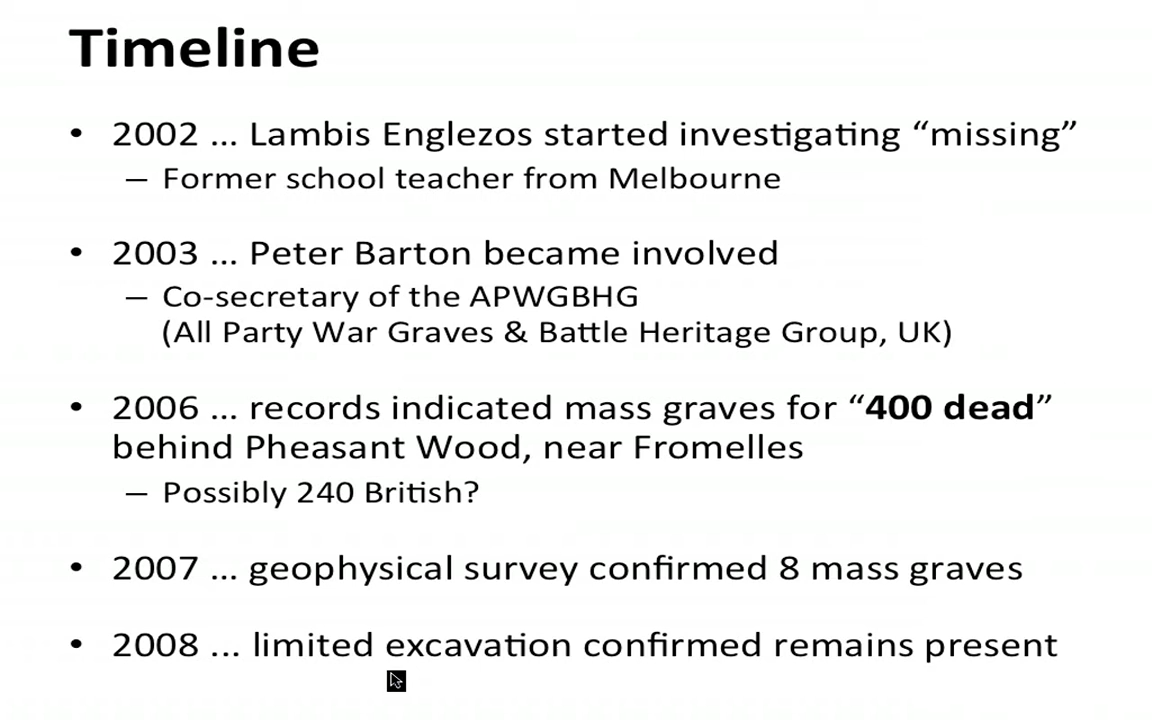 Timeline
• 2002 ... Lambis Englezos started investigating “missing”
– Former school teacher from Melbourne
• 2003 ... Peter Barton became involved
– Co-secretary of the APWGBHG
(All Party War Graves & Battle Heritage Group, UK)
• 2006 ... records indicated mass graves for “400 dead”
behind Pheasant Wood, near Fromelles
– Possibly 240 British?
• 2007 ... geophysical survey confirmed 8 mass graves
• 2008 ... limited excavation confirmed remains present